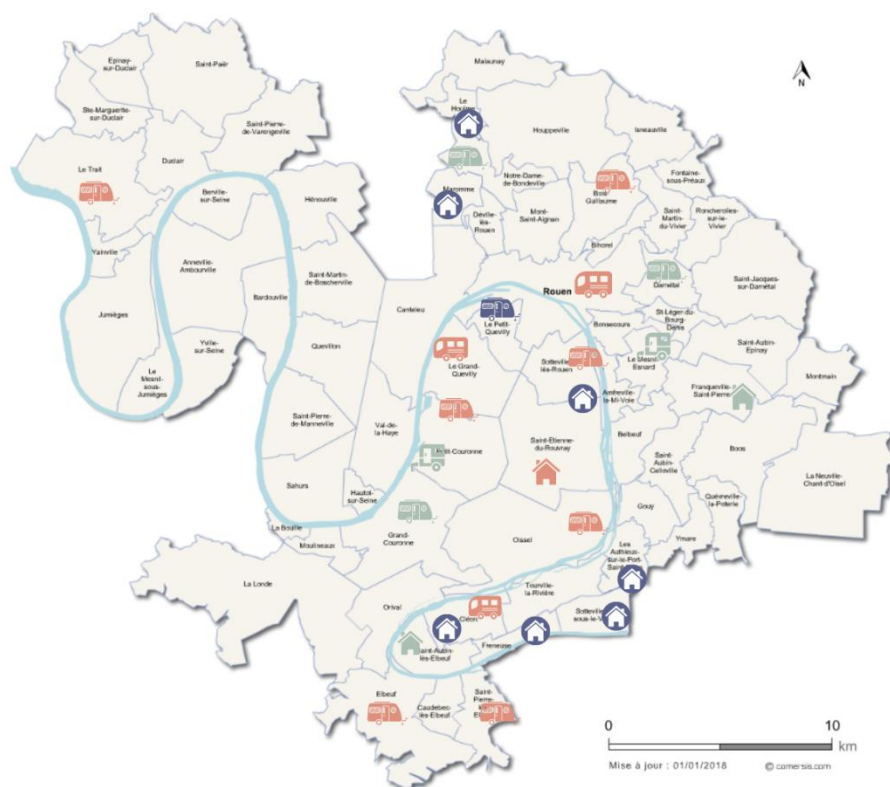 Malaunay
Epinay-
sur-Duclair
Saint-Paër
Le
N
Houppeville
Isneauville
Ste-Marguerite-
sur-Duclair
Saint-Pierre-
de-Varengeville
Duclair
Le Trait
Notre-Dame-
de-Bondeville
Fontaine-
sous-Préaux
Maromme
Berville-
sur-Seine
Hénouville
Bois
Guillaume
Mont-
Saint-Aignan
Déville-
lès-
Rouen
Saint-
Martin-
du-Vivier
Roncherolles-
sur-le-
Vivier
Bihorel
Yainville
Anneville-
Ambourville
Bardouville
Saint-Martin-
de-Boscherville
Saint-Jacques-
sur-Darnétal
Darnétal
Rouen
Canteleu
Jumièges
St-Léger-du-
Bourg-
Denis
Le Petit-
Quevilly
Bonsecours
Yville-
sur-Seine
Quevillon
Saint-Aubin-
Epinay
Sotteville-
lès-Rouen
Le Mesnil-
Esnard
Le Grand-
Quevilly
Le
Mesnil-
sous-
Jumièges
Montmain
Franqueville-
Saint-Pierre
Amfreville-
la-Mi-Voie
Saint-Pierre-
de-Manneville
Val-
de-la-
Haye
Saint-Etienne-
du-Rouvray
Belbeuf
Petit-Couronne
Boos
Saint-
Aubin-
Celloville
La Neuville-
Chant-d'Oisel
Sahurs
Hautot-
sur-Seine
Quévreville-
la-Poterie
Gouy
La Bouille
Moulineaux
Grand-
Couronne
Oissel
Ymare
Les
Authieux-
sur-le-Port-
La Londe
Tourville-
la-Rivière
Orival
Cléon
Sotteville-
Freneuse
Saint-Aubin-
lès-Elbeuf
Elbeuf
Caudebec-
lès-Elbeuf
Saint-
Pierre-
0
10
km
Mise à jour : 01/01/2018
© comersis.com